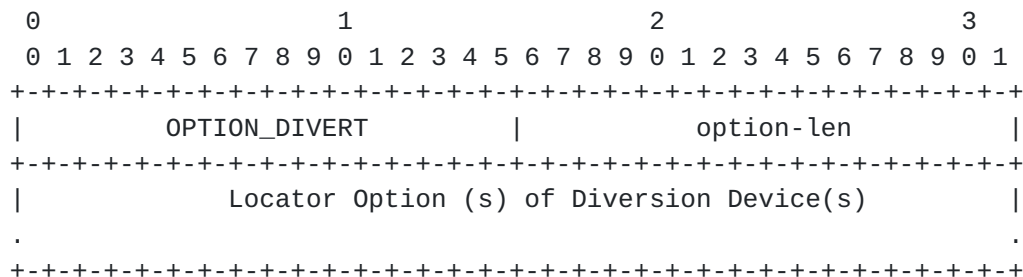 0                   1                   2                   3
 0 1 2 3 4 5 6 7 8 9 0 1 2 3 4 5 6 7 8 9 0 1 2 3 4 5 6 7 8 9 0 1
+-+-+-+-+-+-+-+-+-+-+-+-+-+-+-+-+-+-+-+-+-+-+-+-+-+-+-+-+-+-+-+-+
|         OPTION_DIVERT         |           option-len          |
+-+-+-+-+-+-+-+-+-+-+-+-+-+-+-+-+-+-+-+-+-+-+-+-+-+-+-+-+-+-+-+-+
|             Locator Option (s) of Diversion Device(s)         |
.                                                               .
+-+-+-+-+-+-+-+-+-+-+-+-+-+-+-+-+-+-+-+-+-+-+-+-+-+-+-+-+-+-+-+-+